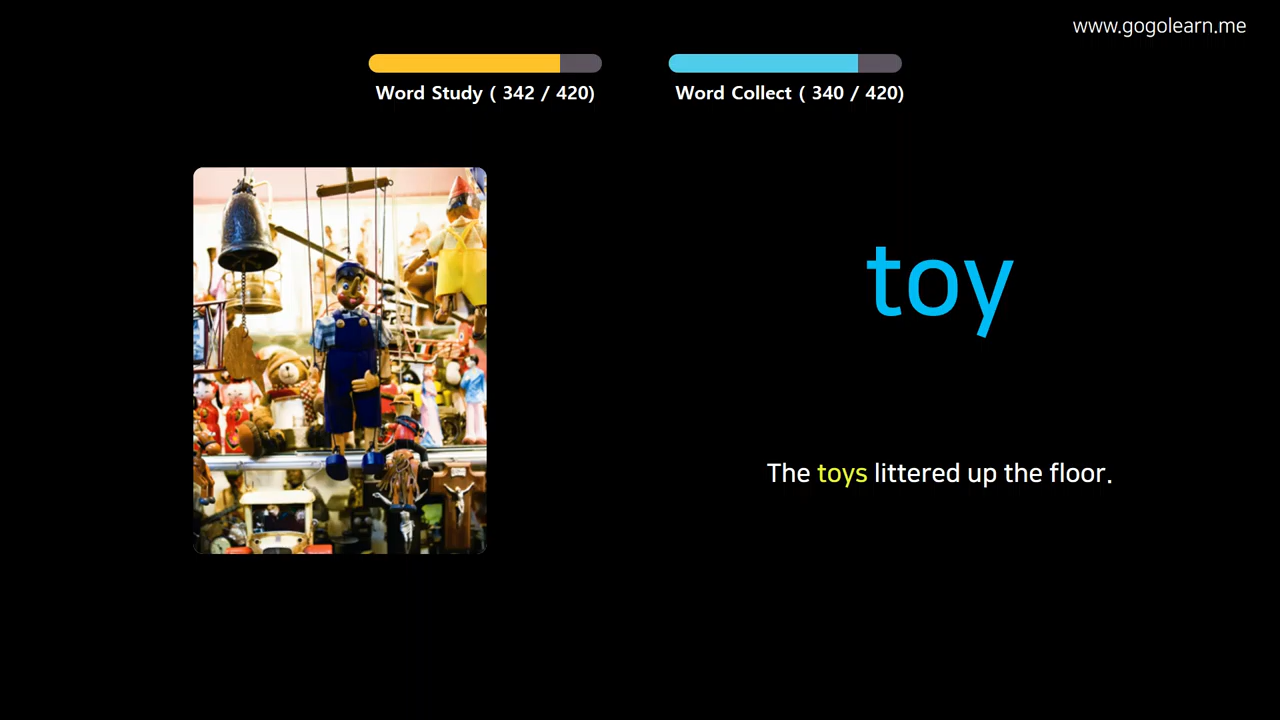 www.gogolearn.me
Word Study ( 342 / 420)
Word Collect ( 340 / 420)
toy
The toys littered up the floor.